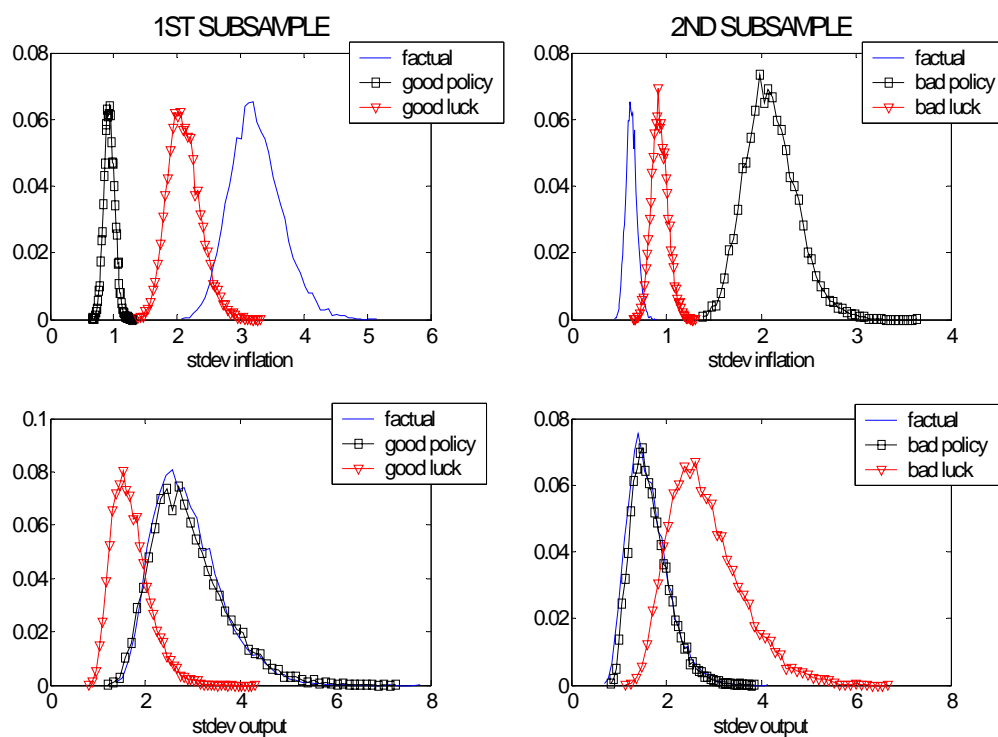 1ST SUBSAMPLE
0.08
0.06
0.04
0.02
0
0 1 2 3 4 5 6
stdev inflation
factual
good policy
good luck
2ND SUBSAMPLE
0.08
0.06
0.04
0.02
0
0 1 2 3 4
stdev inflation
factual
bad policy
bad luck
0.1
0.08
0.06
0.04
0.02
0
0 2 4 6 8
stdev output
factual
good policy
good luck
0.08
0.06
0.04
0.02
0
0 2 4 6 8
stdev output
factual
bad policy
bad luck